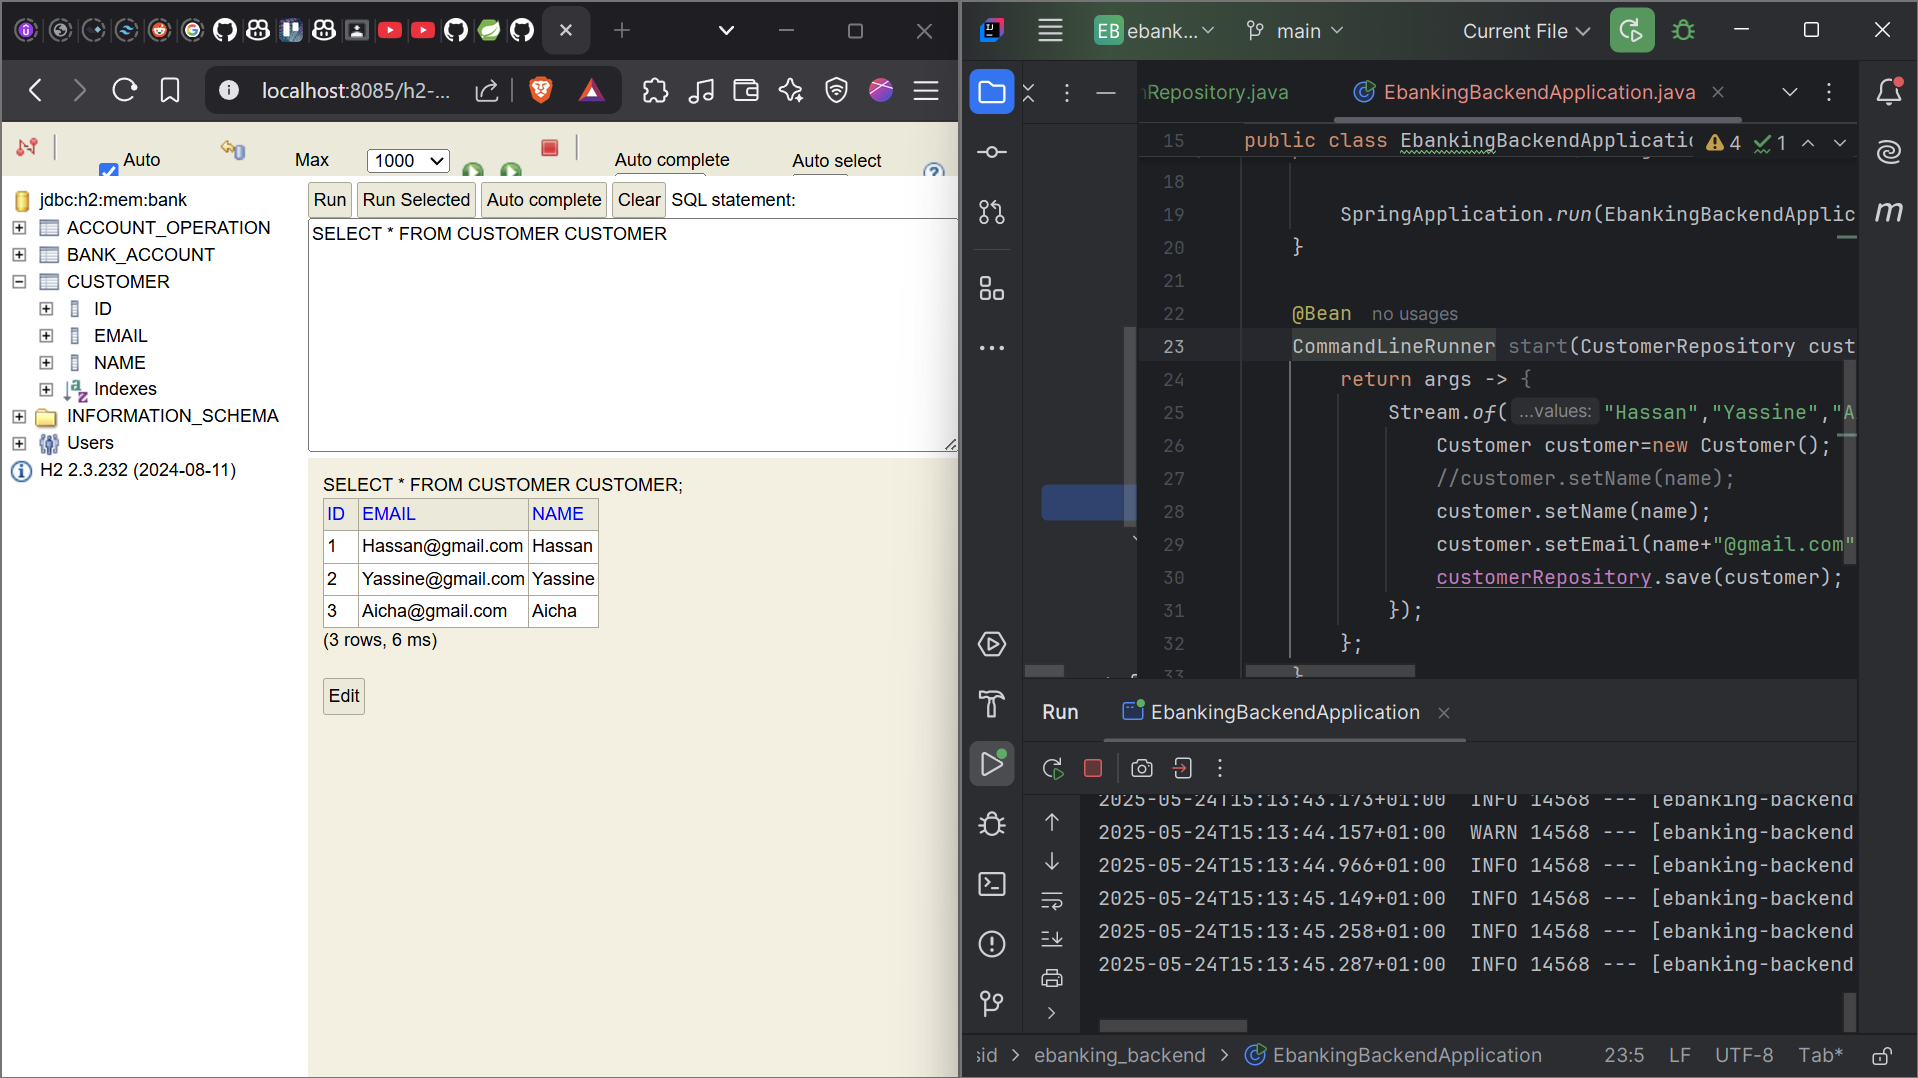 localhost:8085/h2-...
Auto
Max
1000
Auto complete
Auto select
jdbc:h2:mem:bank
ACCOUNT_OPERATION
BANK_ACCOUNT
CUSTOMER
ID
EMAIL
NAME
Indexes
INFORMATION_SCHEMA
Users
H2 2.3.232 (2024-08-11)
Run
Run Selected
Auto complete
Clear
SQL statement:
SELECT * FROM CUSTOMER CUSTOMER
SELECT * FROM CUSTOMER CUSTOMER;
ID EMAIL NAME
1 Hassan@gmail.com Hassan
2 Yassine@gmail.com Yassine
3 Aicha@gmail.com Aicha
(3 rows, 6 ms)
Edit
EB ebank...
main
Current File
Repository.java
EbankingBackendApplication.java
15 public class EbankingBackendApplicatio
4
1
18
19 SpringApplication.run(EbankingBackendApplic
20 }
21
22 @Bean no usages
23 CommandLineRunner start(CustomerRepository cust
24 return args -> {
25 Stream.of( ...values: "Hassan","Yassine","A
26 Customer customer=new Customer();
27 //customer.setName(name);
28 customer.setName(name);
29 customer.setEmail(name+"@gmail.com"
30 customerRepository.save(customer);
31 });
32 };
33 }
Run
EbankingBackendApplication
2025-05-24T15:13:43.173+01:00 INFO 14568 --- [ebanking-backend
2025-05-24T15:13:44.157+01:00 WARN 14568 --- [ebanking-backend
2025-05-24T15:13:44.966+01:00 INFO 14568 --- [ebanking-backend
2025-05-24T15:13:45.149+01:00 INFO 14568 --- [ebanking-backend
2025-05-24T15:13:45.258+01:00 INFO 14568 --- [ebanking-backend
2025-05-24T15:13:45.287+01:00 INFO 14568 --- [ebanking-backend
sid > ebanking_backend > EbankingBackendApplication
23:5 LF UTF-8 Tab*